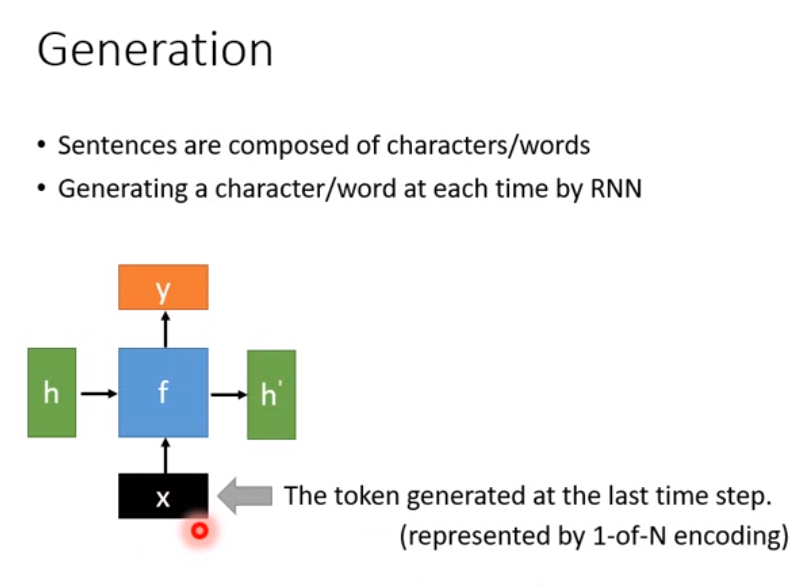 Generation
• Sentences are composed of characters/words
• Generating a character/word at each time by RNN
y
h
f
h'
x
The token generated at the last time step.
(represented by 1-of-N encoding)